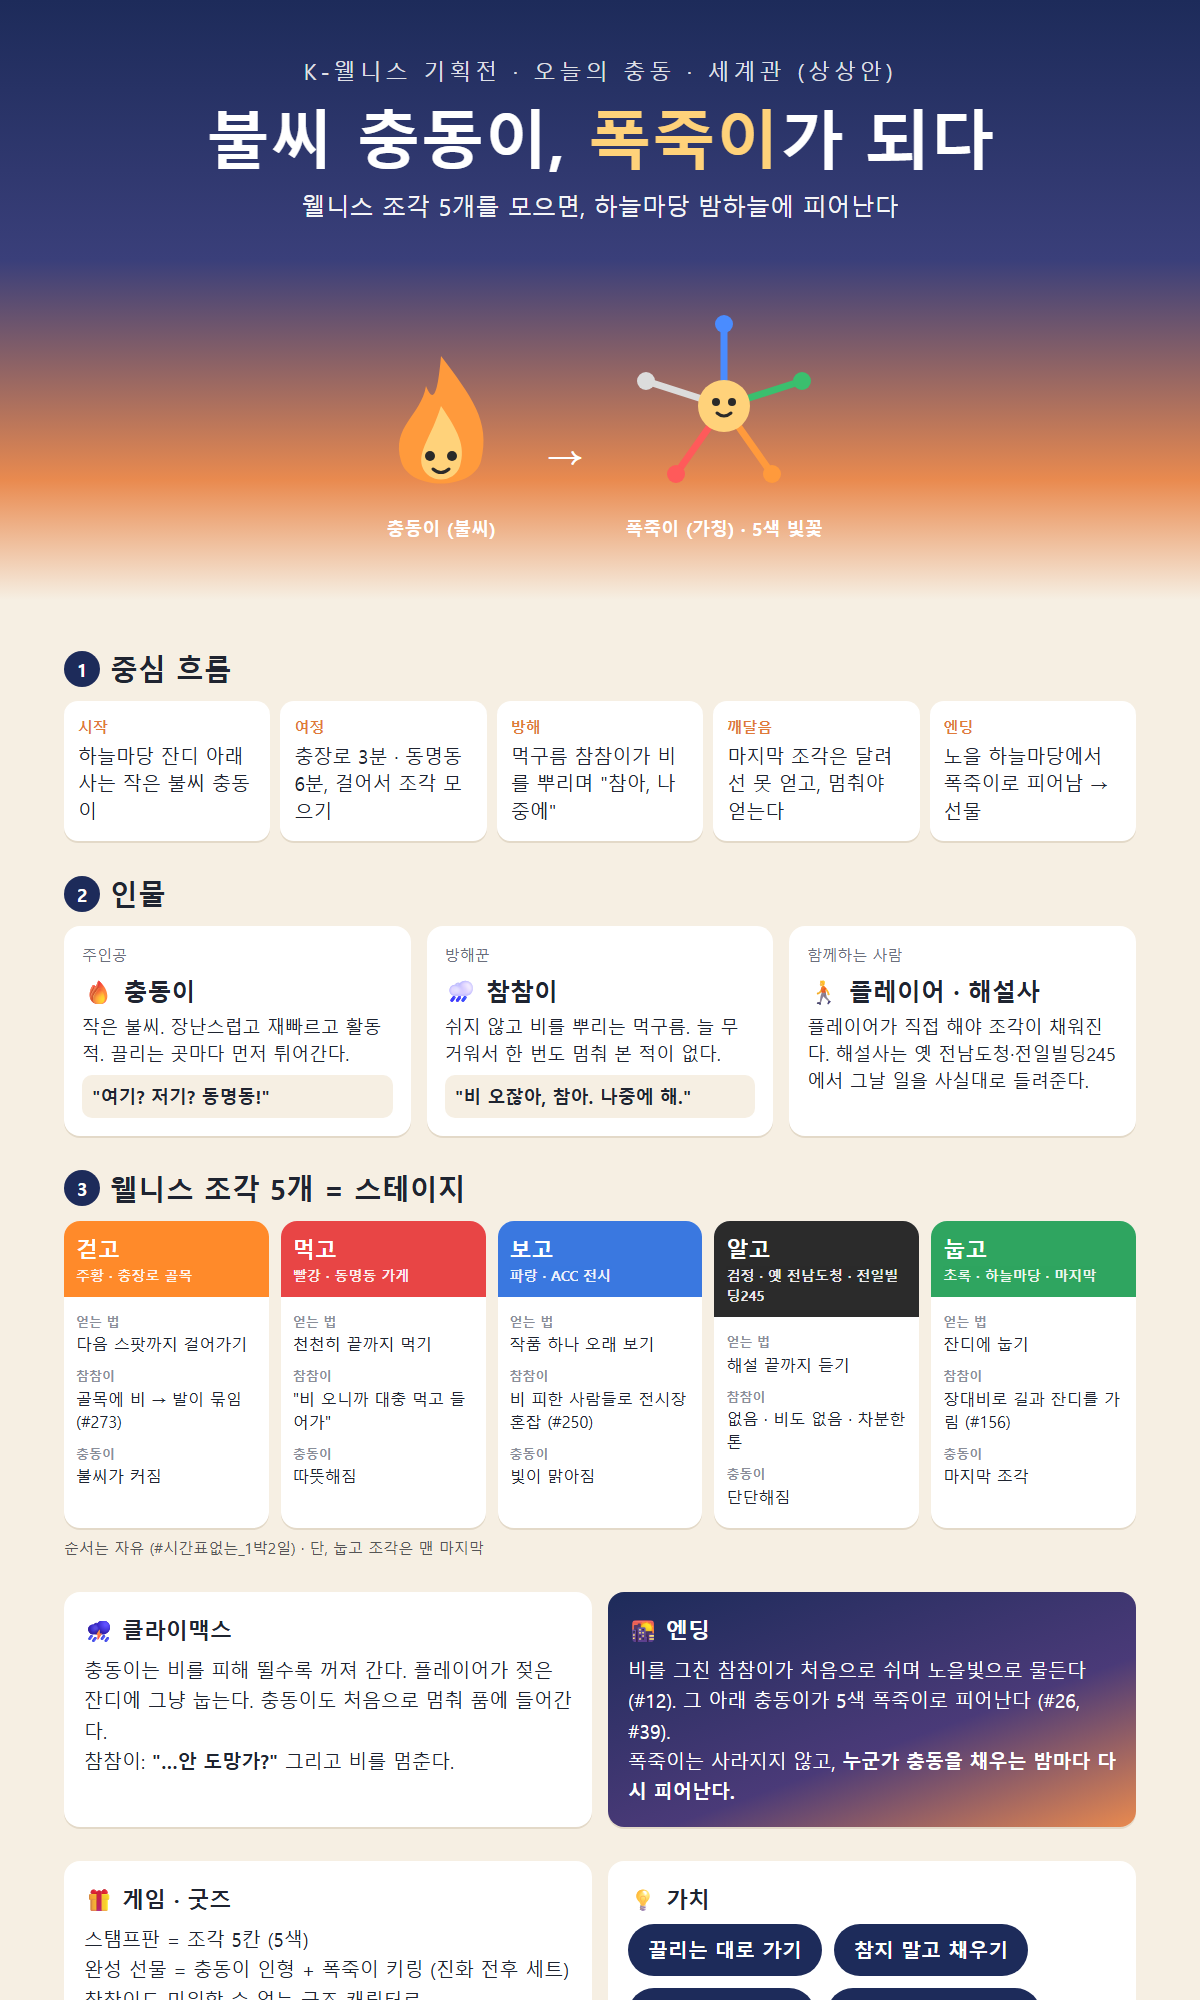 K-웰니스 기획전 · 오늘의 충동 · 세계관 (상상안)
불씨 충동이, 폭죽이가 되다
웰니스 조각 5개를 모으면, 하늘마당 밤하늘에 피어난다
→
충동이 (불씨)
폭죽이 (가칭) · 5색 빛꽃
1 중심 흐름
시작
하늘마당 잔디 아래
사는 작은 불씨 충동
이
여정
충장로 3분 · 동명동
6분, 걸어서 조각 모
으기
방해
먹구름 참참이가 비
를 뿌리며 "참아, 나
중에"
깨달음
마지막 조각은 달려
선 못 얻고, 멈춰야
얻는다
엔딩
노을 하늘마당에서
폭죽이로 피어남 →
선물
2 인물
주인공
충동이
작은 불씨. 장난스럽고 재빠르고 활동
적. 끌리는 곳마다 먼저 튀어간다.
"여기? 저기? 동명동!"
방해꾼
참참이
쉬지 않고 비를 뿌리는 먹구름. 늘 무
거워서 한 번도 멈춰 본 적이 없다.
"비 오잖아, 참아. 나중에 해."
함께하는 사람
플레이어 · 해설사
플레이어가 직접 해야 조각이 채워진
다. 해설사는 옛 전남도청·전일빌딩245
에서 그날 일을 사실대로 들려준다.
3 웰니스 조각 5개 = 스테이지
걷고
주황 · 충장로 골목
얻는 법
다음 스팟까지 걸어가기
참참이
골목에 비 → 발이 묶임
(#273)
충동이
불씨가 커짐
먹고
빨강 · 동명동 가게
얻는 법
천천히 끝까지 먹기
참참이
"비 오니까 대충 먹고 들
어가"
충동이
따뜻해짐
보고
파랑 · ACC 전시
얻는 법
작품 하나 오래 보기
참참이
비 피한 사람들로 전시장
혼잡 (#250)
충동이
빛이 맑아짐
알고
검정 · 옛 전남도청 · 전일빌
딩245
얻는 법
해설 끝까지 듣기
참참이
없음 · 비도 없음 · 차분한
톤
충동이
단단해짐
눕고
초록 · 하늘마당 · 마지막
얻는 법
잔디에 눕기
참참이
장대비로 길과 잔디를 가
림 (#156)
충동이
마지막 조각
순서는 자유 (#시간표없는_1박2일) · 단, 눕고 조각은 맨 마지막
클라이맥스
충동이는 비를 피해 뛸수록 꺼져 간다. 플레이어가 젖은
잔디에 그냥 눕는다. 충동이도 처음으로 멈춰 품에 들어간
다.
참참이: "…안 도망가?" 그리고 비를 멈춘다.
엔딩
비를 그친 참참이가 처음으로 쉬며 노을빛으로 물든다
(#12). 그 아래 충동이가 5색 폭죽이로 피어난다 (#26,
#39).
폭죽이는 사라지지 않고, 누군가 충동을 채우는 밤마다 다
시 피어난다.
게임 · 굿즈
스탬프판 = 조각 5칸 (5색)
완성 선물 = 충동이 인형 + 폭죽이 키링 (진화 전후 세트)
가치
끌리는 대로 가기
참지 말고 채우기